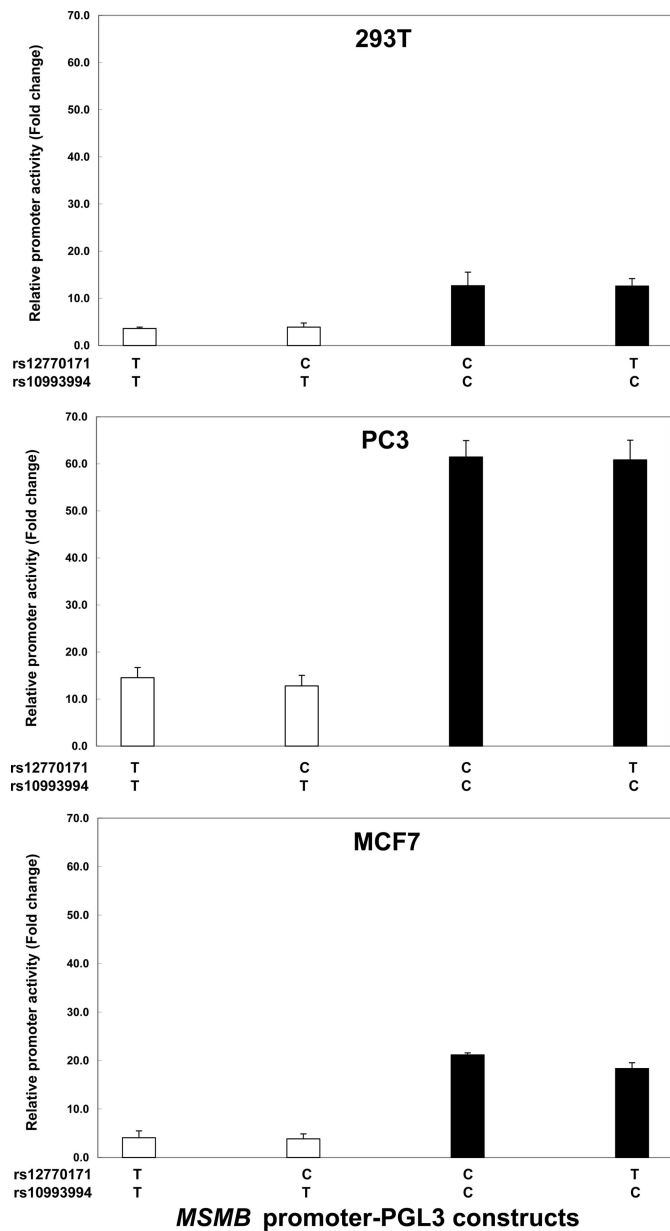 293T
Relative promoter activity (Fold change)
70.0
60.0
50.0
40.0
30.0
20.0
10.0
0.0
rs12770171 T C C T
rs10993994 T T C C
PC3
Relative promoter activity (Fold change)
70.0
60.0
50.0
40.0
30.0
20.0
10.0
0.0
rs12770171 T C C T
rs10993994 T T C C
MCF7
Relative promoter activity (Fold change)
70.0
60.0
50.0
40.0
30.0
20.0
10.0
0.0
rs12770171 T C C T
rs10993994 T T C C
MSMB promoter-PGL3 constructs